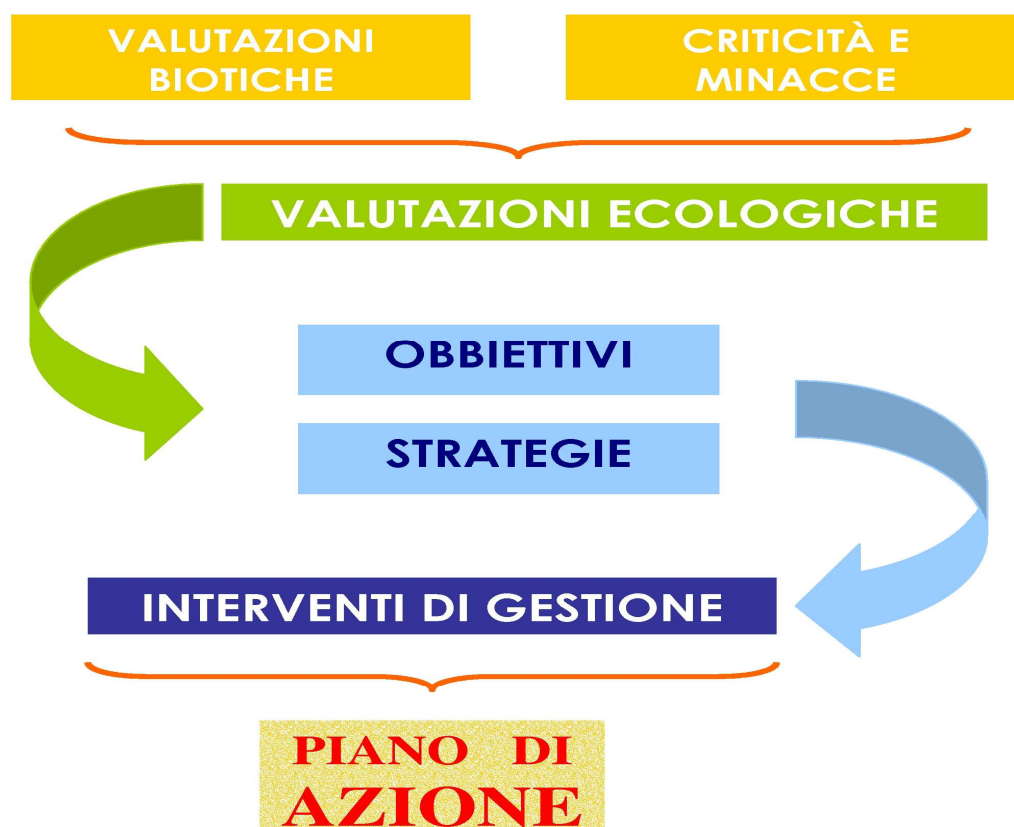 VALUTAZIONI
BIOTICHE
CRITICITÀ E
MINACCE
VALUTAZIONI ECOLOGICHE
OBBIETTIVI
STRATEGIE
INTERVENTI DI GESTIONE
PIANO DI
AZIONE